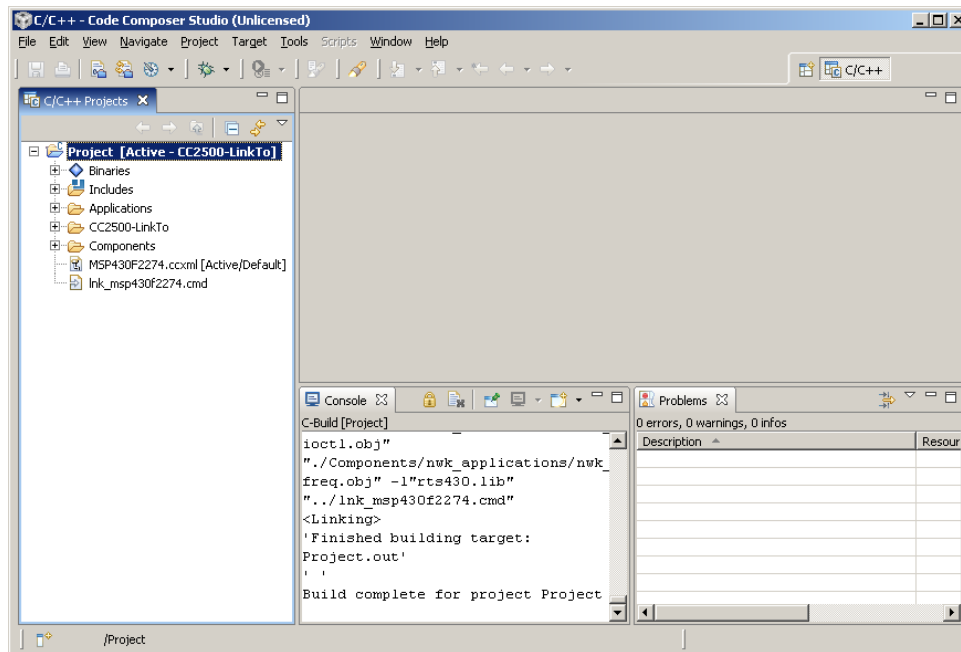 C/C++ - Code Composer Studio (Unlicensed)
File Edit View Navigate Project Target Tools Scripts Window Help
C/C++
C/C++ Projects
Project [Active - CC2500-LinkTo]
Binaries
Includes
Applications
CC2500-LinkTo
Components
MSP430F2274.ccxml [Active/Default]
lnk_msp430f2274.cmd
Console
C-Build [Project]
ioctl.obj"
"./Components/nwk_applications/nwk_
freq.obj" -l"rts430.lib"
"../lnk_msp430f2274.cmd"
<Linking>
'Finished building target:
Project.out'
' '
Build complete for project Project
Problems
0 errors, 0 warnings, 0 infos
Description Resour
/Project